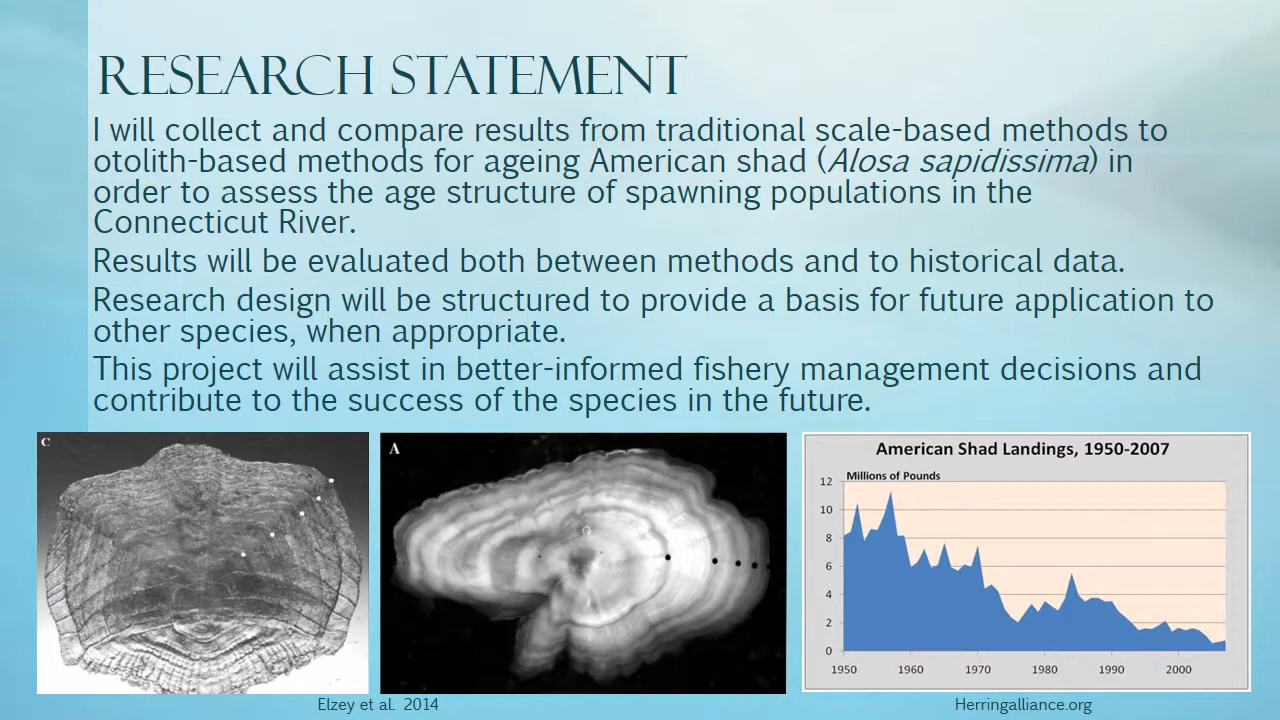 RESEARCH STATEMENT
I will collect and compare results from traditional scale-based methods to
otolith-based methods for ageing American shad (Alosa sapidissima) in
order to assess the age structure of spawning populations in the
Connecticut River.
Results will be evaluated both between methods and to historical data.
Research design will be structured to provide a basis for future application to
other species, when appropriate.
This project will assist in better-informed fishery management decisions and
contribute to the success of the species in the future.
C
A
American Shad Landings, 1950-2007
Millions of Pounds
12
10
8
6
4
2
0
1950 1960 1970 1980 1990 2000
Elzey et al. 2014
Herringalliance.org